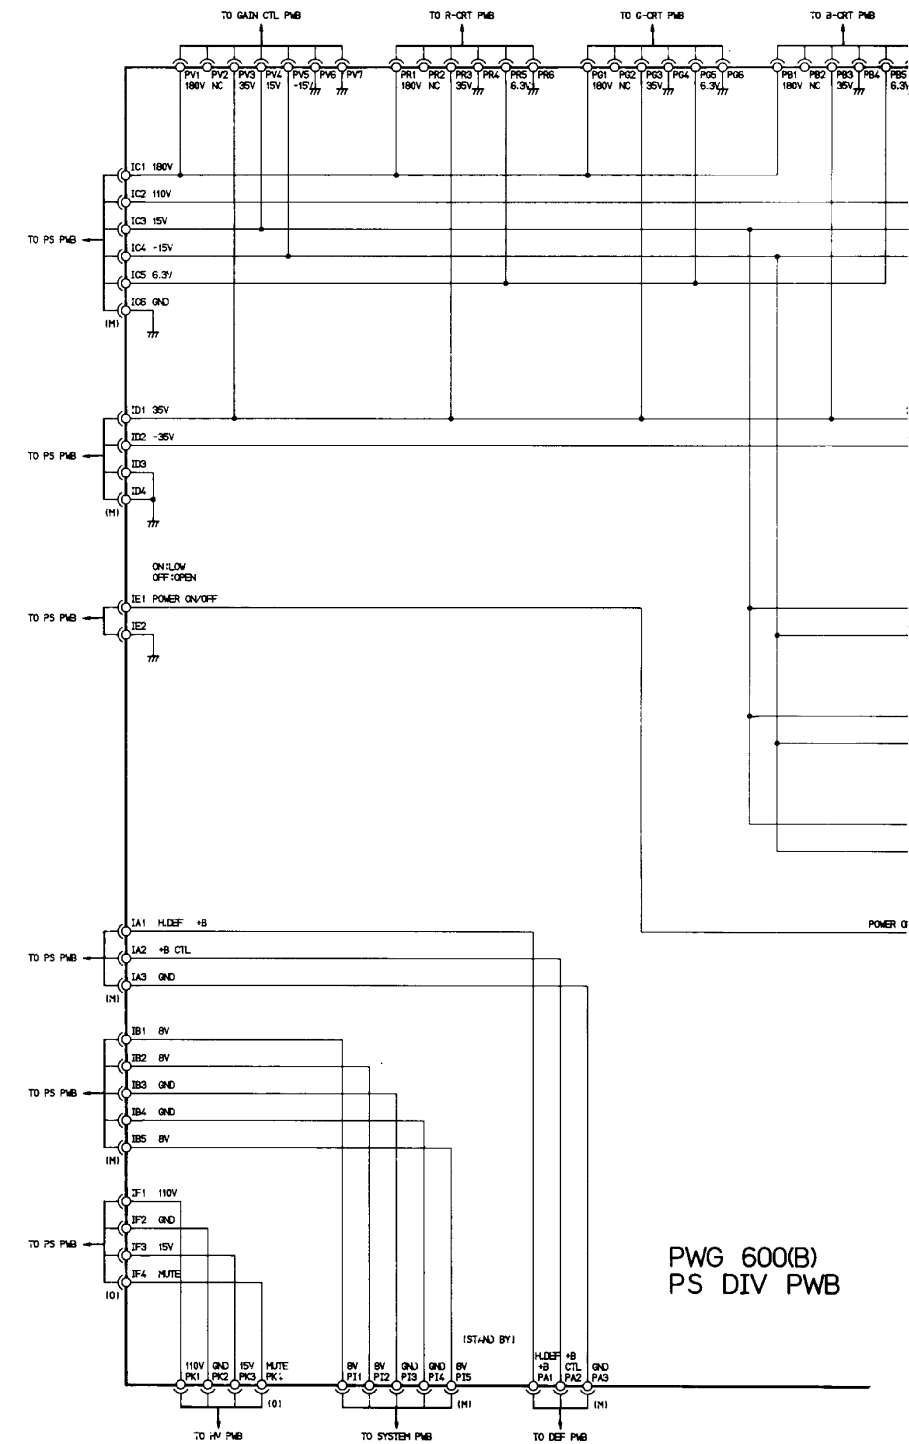 TO GAIN CTL PWB TO R-CRT PWB TO G-CRT PWB TO B-CRT PWB
PV1 PV2 PV3 PV4 PV5 PV6 PV7 PR1 PR2 PR3 PR4 PR5 PR6 PG1 PG2 PG3 PG4 PG5 PG6 PB1 PB2 PB3 PB4 PB5
180V NC 35V 15V -15V 180V NC 35V 6.3V 180V NC 35V 6.3V 180V NC 35V 6.3V
IC1 180V
IC2 110V
IC3 15V
TO PS PWB
IC4 -15V
IC5 6.3V
IC6 GND
(M)
ID1 35V
ID2 -35V
TO PS PWB
ID3
ID4
(M)
ON:LOW
OFF:OPEN
IE1 POWER ON/OFF
TO PS PWB
IE2
IA1 H.DEF +B
POWER O
IA2 +B CTL
TO PS PWB
IA3 GND
(M)
IB1 8V
IB2 8V
TO PS PWB
IB3 GND
IB4 GND
IB5 8V
(M)
IF1 110V
IF2 GND
TO PS PWB
IF3 15V
IF4 MUTE
(O)
PWG 600(B)
PS DIV PWB
(STAND BY)
110V GND 15V MUTE 8V 8V GND GND 8V H.DEF +B +B CTL GND
PK1 PK2 PK3 PK4 PI1 PI2 PI3 PI4 PI5 PA1 PA2 PA3
(O) (M) (M)
TO HV PWB TO SYSTEM PWB TO DEF PWB